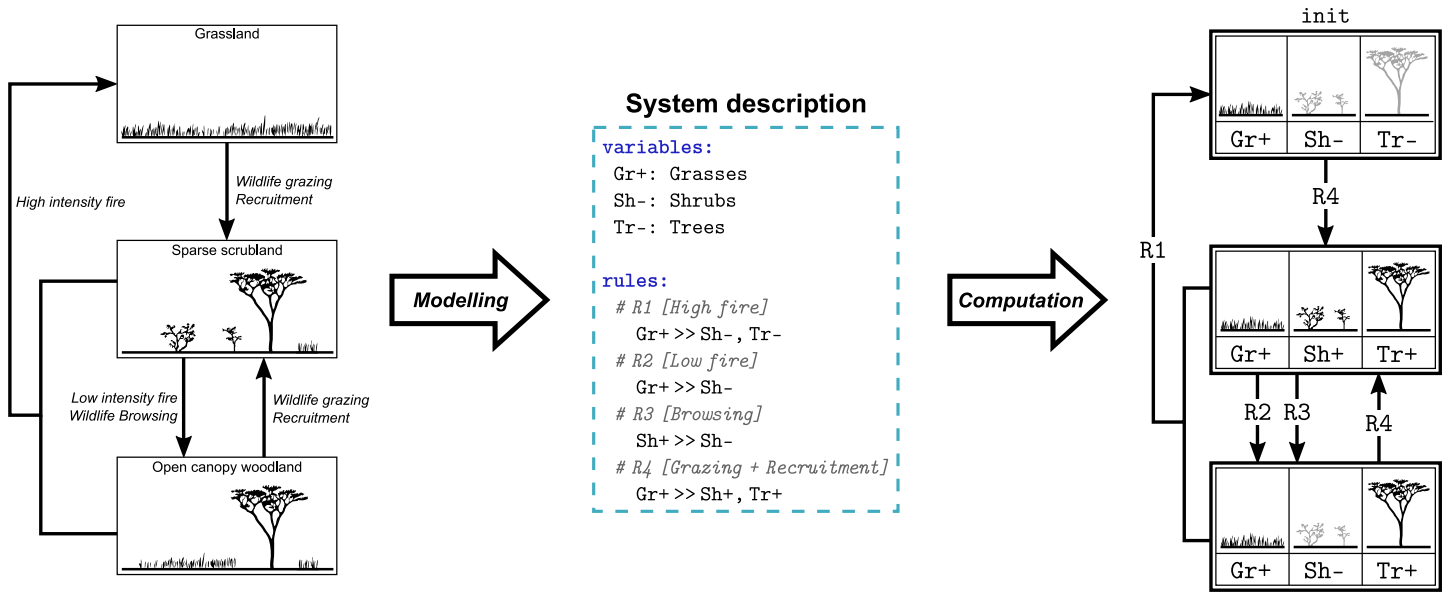 Grassland
High intensity fire
Wildlife grazing
Recruitment
Sparse scrubland
Low intensity fire
Wildlife Browsing
Wildlife grazing
Recruitment
Open canopy woodland
Modelling
System description
variables:
Gr+: Grasses
Sh-: Shrubs
Tr-: Trees
rules:
# R1 [High fire]
Gr+ >> Sh-, Tr-
# R2 [Low fire]
Gr+ >> Sh-
# R3 [Browsing]
Sh+ >> Sh-
# R4 [Grazing + Recruitment]
Gr+ >> Sh+, Tr+
Computation
init
Gr+ Sh- Tr-
R4
R1
Gr+ Sh+ Tr+
R2 R3 R4
Gr+ Sh- Tr+